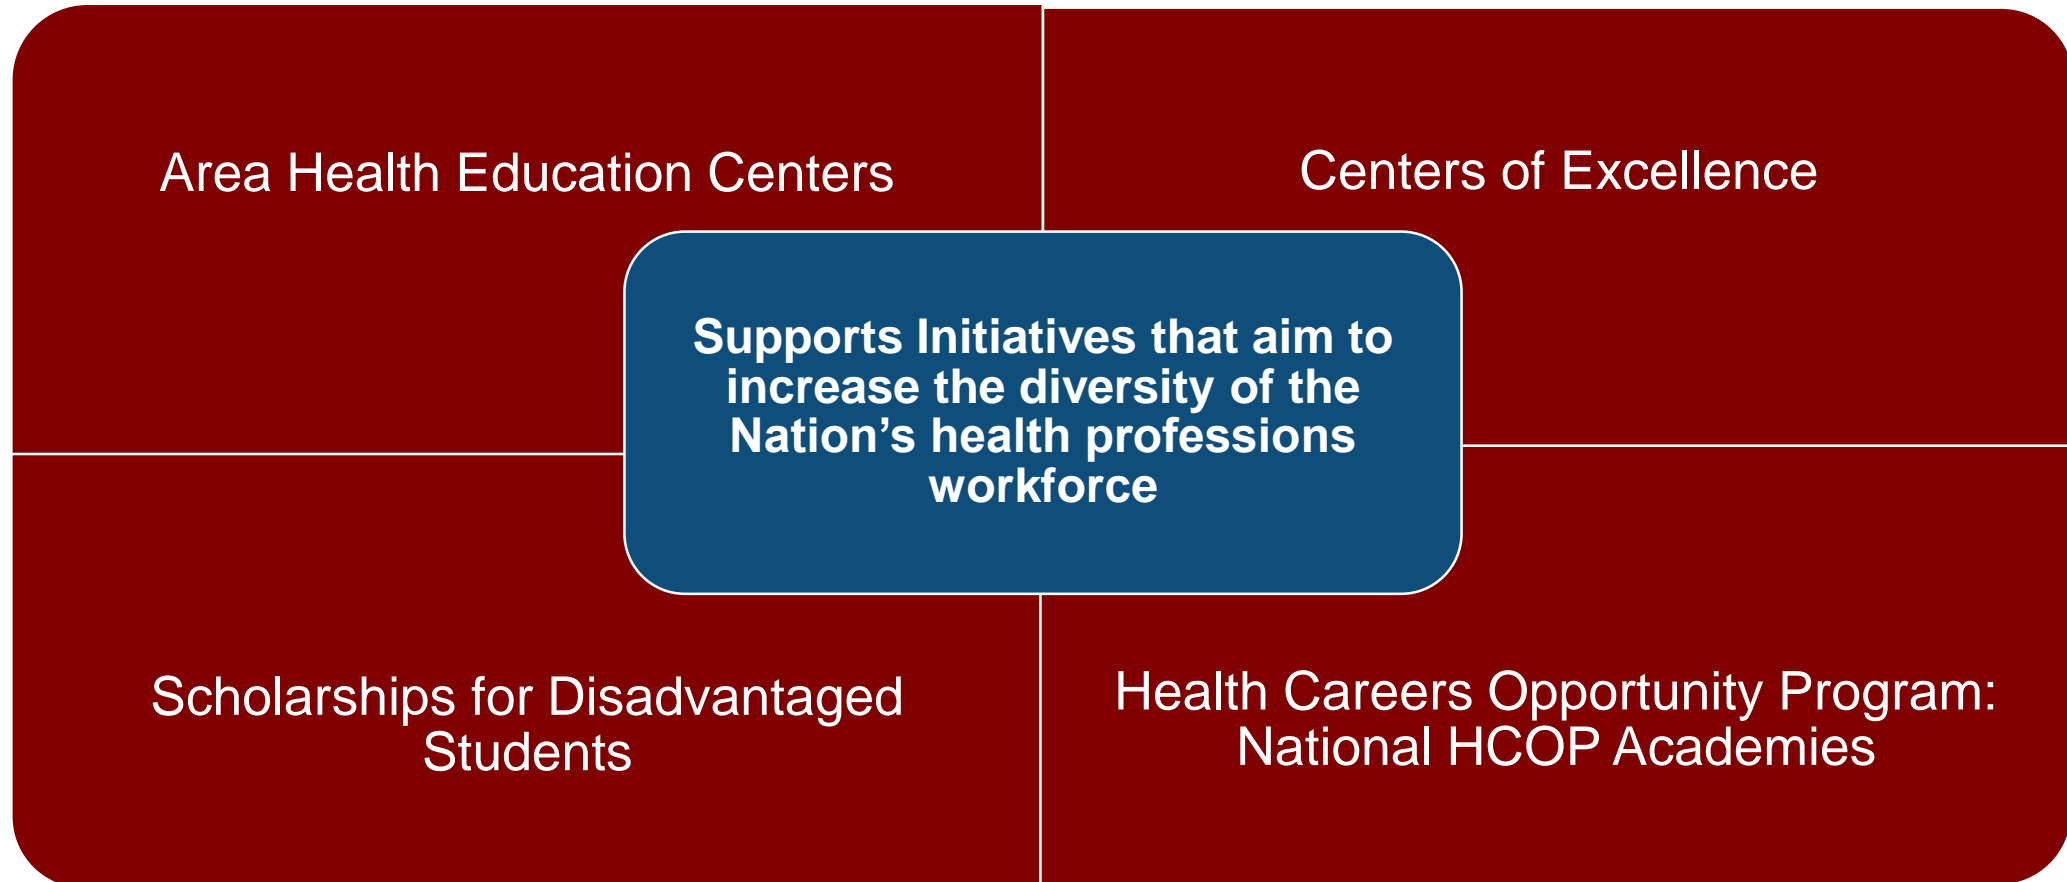 Area Health Education Centers
Centers of Excellence
Supports Initiatives that aim to
increase the diversity of the
Nation’s health professions
workforce
Scholarships for Disadvantaged
Students
Health Careers Opportunity Program:
National HCOP Academies